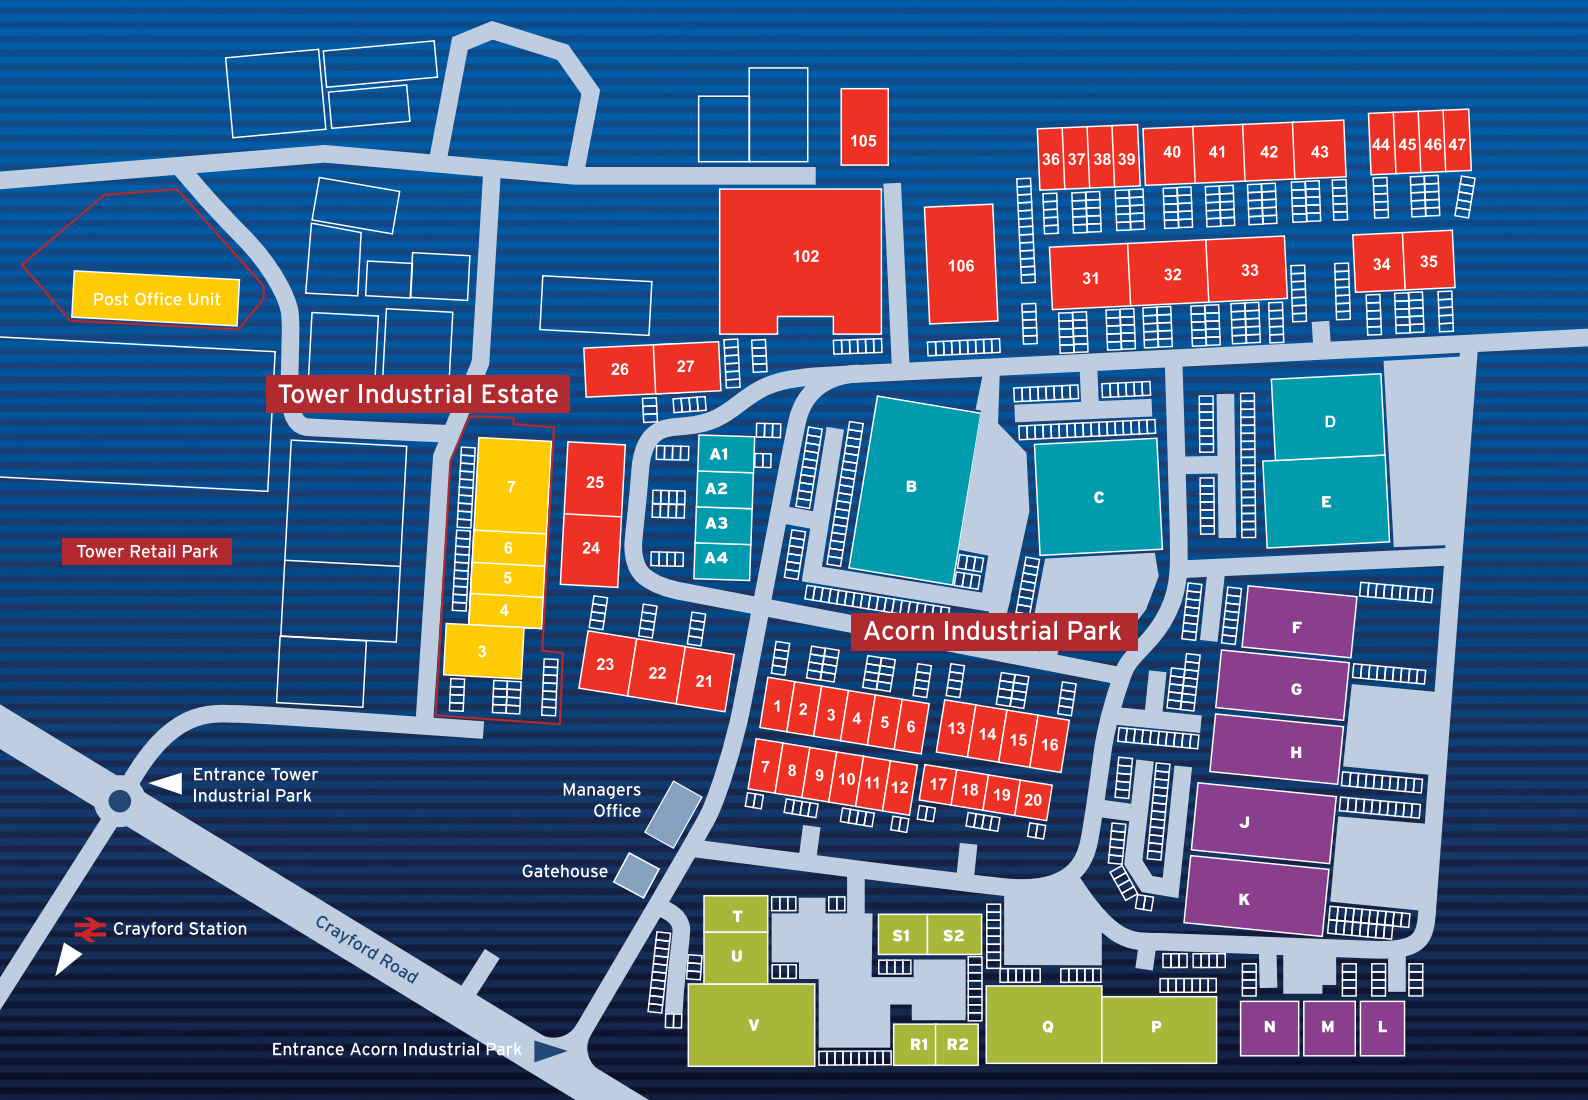 105
36 37 38 39 40 41 42 43 44 45 46 47
102
106
31 32 33 34 35
Post Office Unit
26 27
Tower Industrial Estate
7
6
5
4
3
25
24
A1
A2
A3
A4
B
C
D
E
Tower Retail Park
Acorn Industrial Park
23 22 21
1 2 3 4 5 6
13 14 15 16
7 8 9 10 11 12
17 18 19 20
F
G
H
J
K
Entrance Tower
Industrial Park
Managers
Office
Gatehouse
Crayford Station
Crayford Road
T
U
V
S1 S2
R1 R2
Q
P
N
M
L
Entrance Acorn Industrial Park